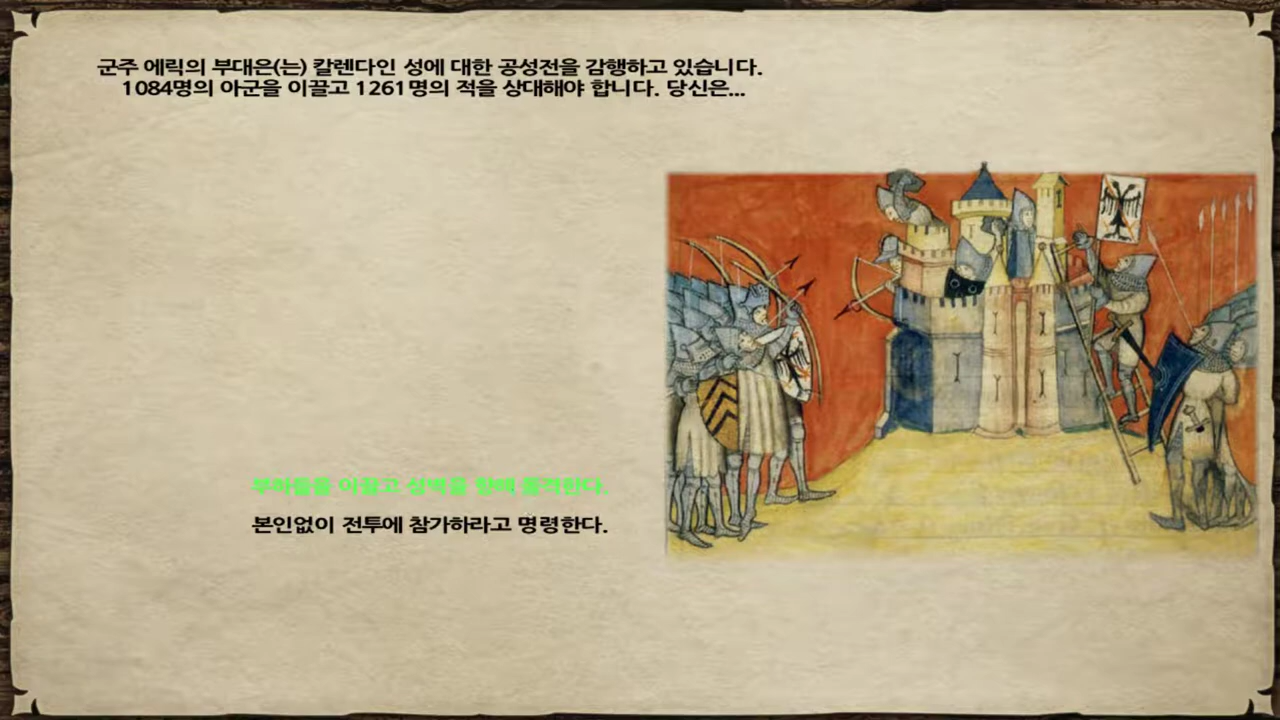 군주 에릭의 부대은(는) 칼렌다인 성에 대한 공성전을 감행하고 있습니다.
1084명의 아군을 이끌고 1261명의 적을 상대해야 합니다. 당신은...
부하들을 이끌고 성벽을 향해 돌격한다.
본인없이 전투에 참가하라고 명령한다.